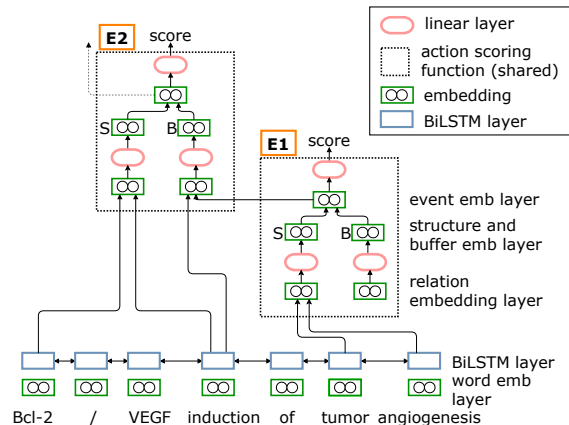 E2
score
linear layer
action scoring
function (shared)
embedding
BiLSTM layer
S
B
E1
score
event emb layer
S
B
structure and
buffer emb layer
relation
embedding layer
BiLSTM layer
word emb
layer
Bcl-2 / VEGF induction of tumor angiogenesis